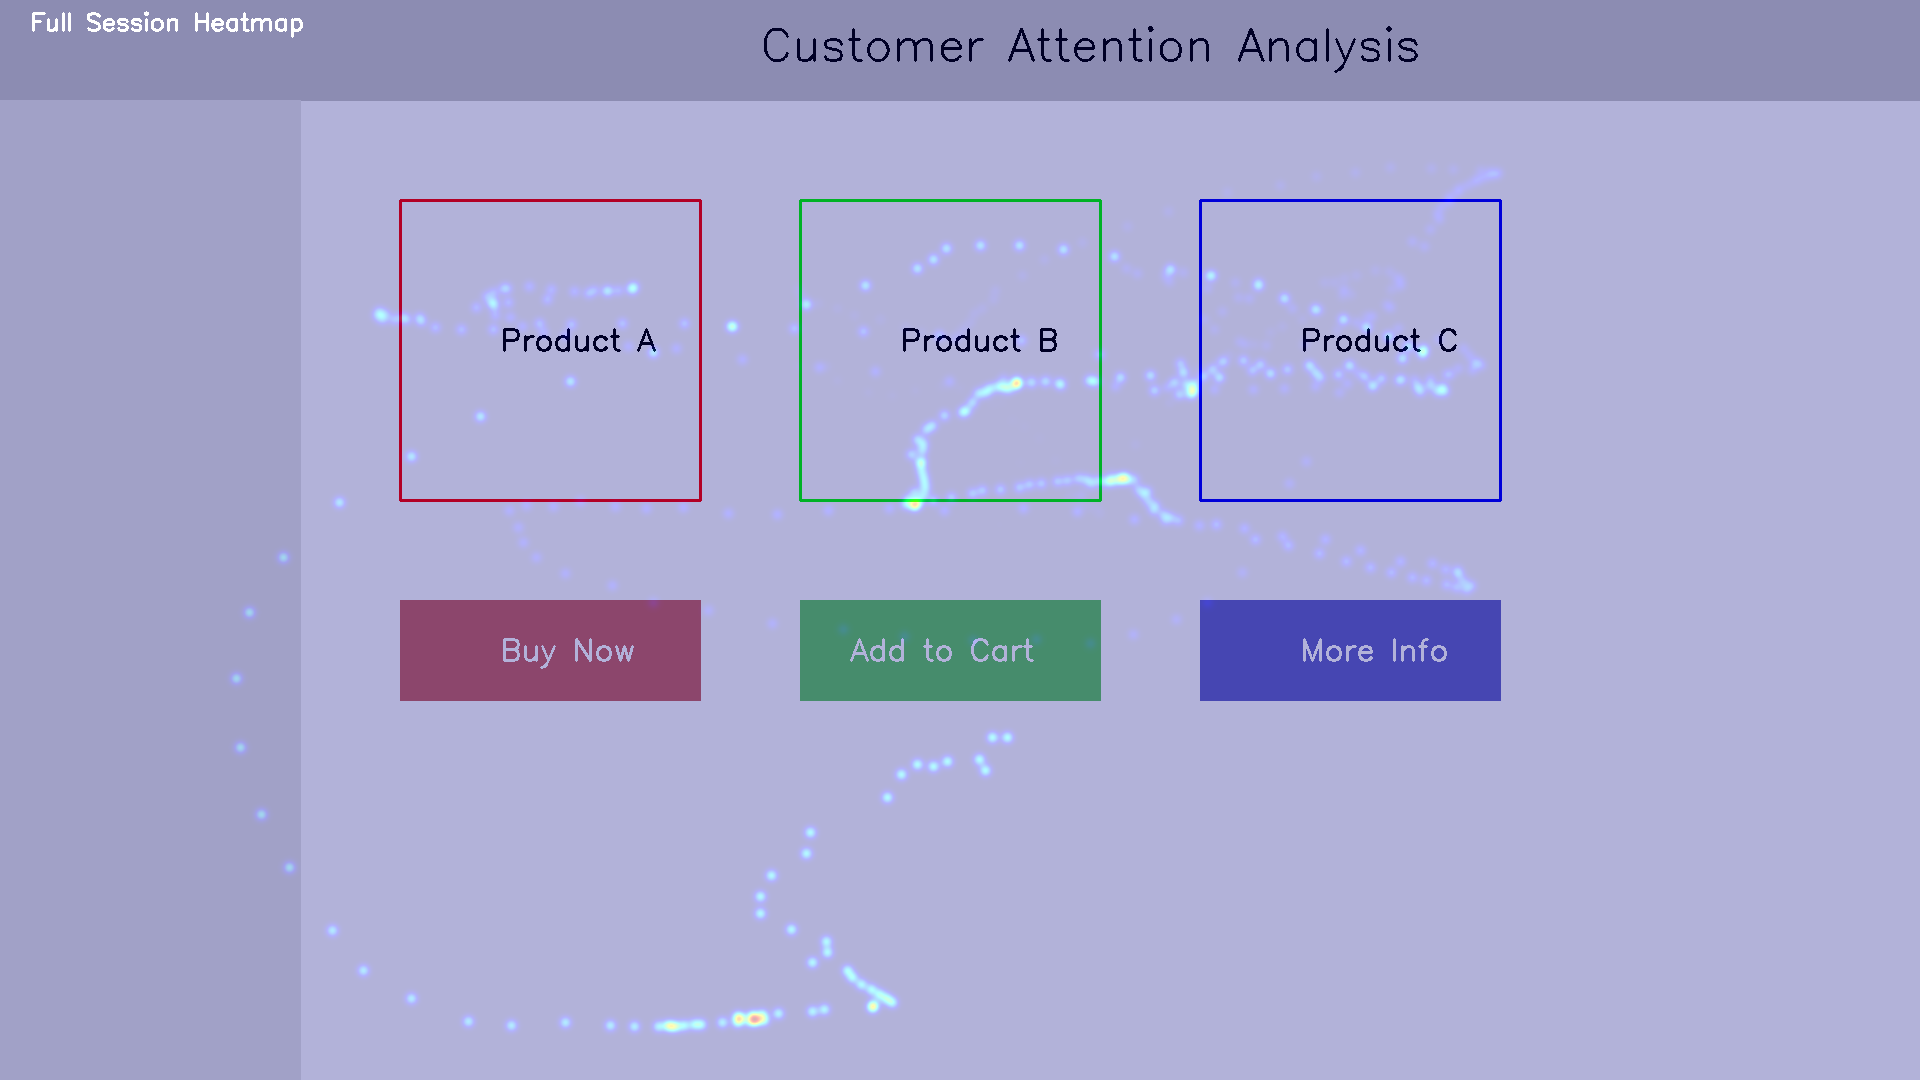 Full Session Heatmap
Customer Attention Analysis
Product A
Product B
Product C
Buy Now
Add to Cart
More Info